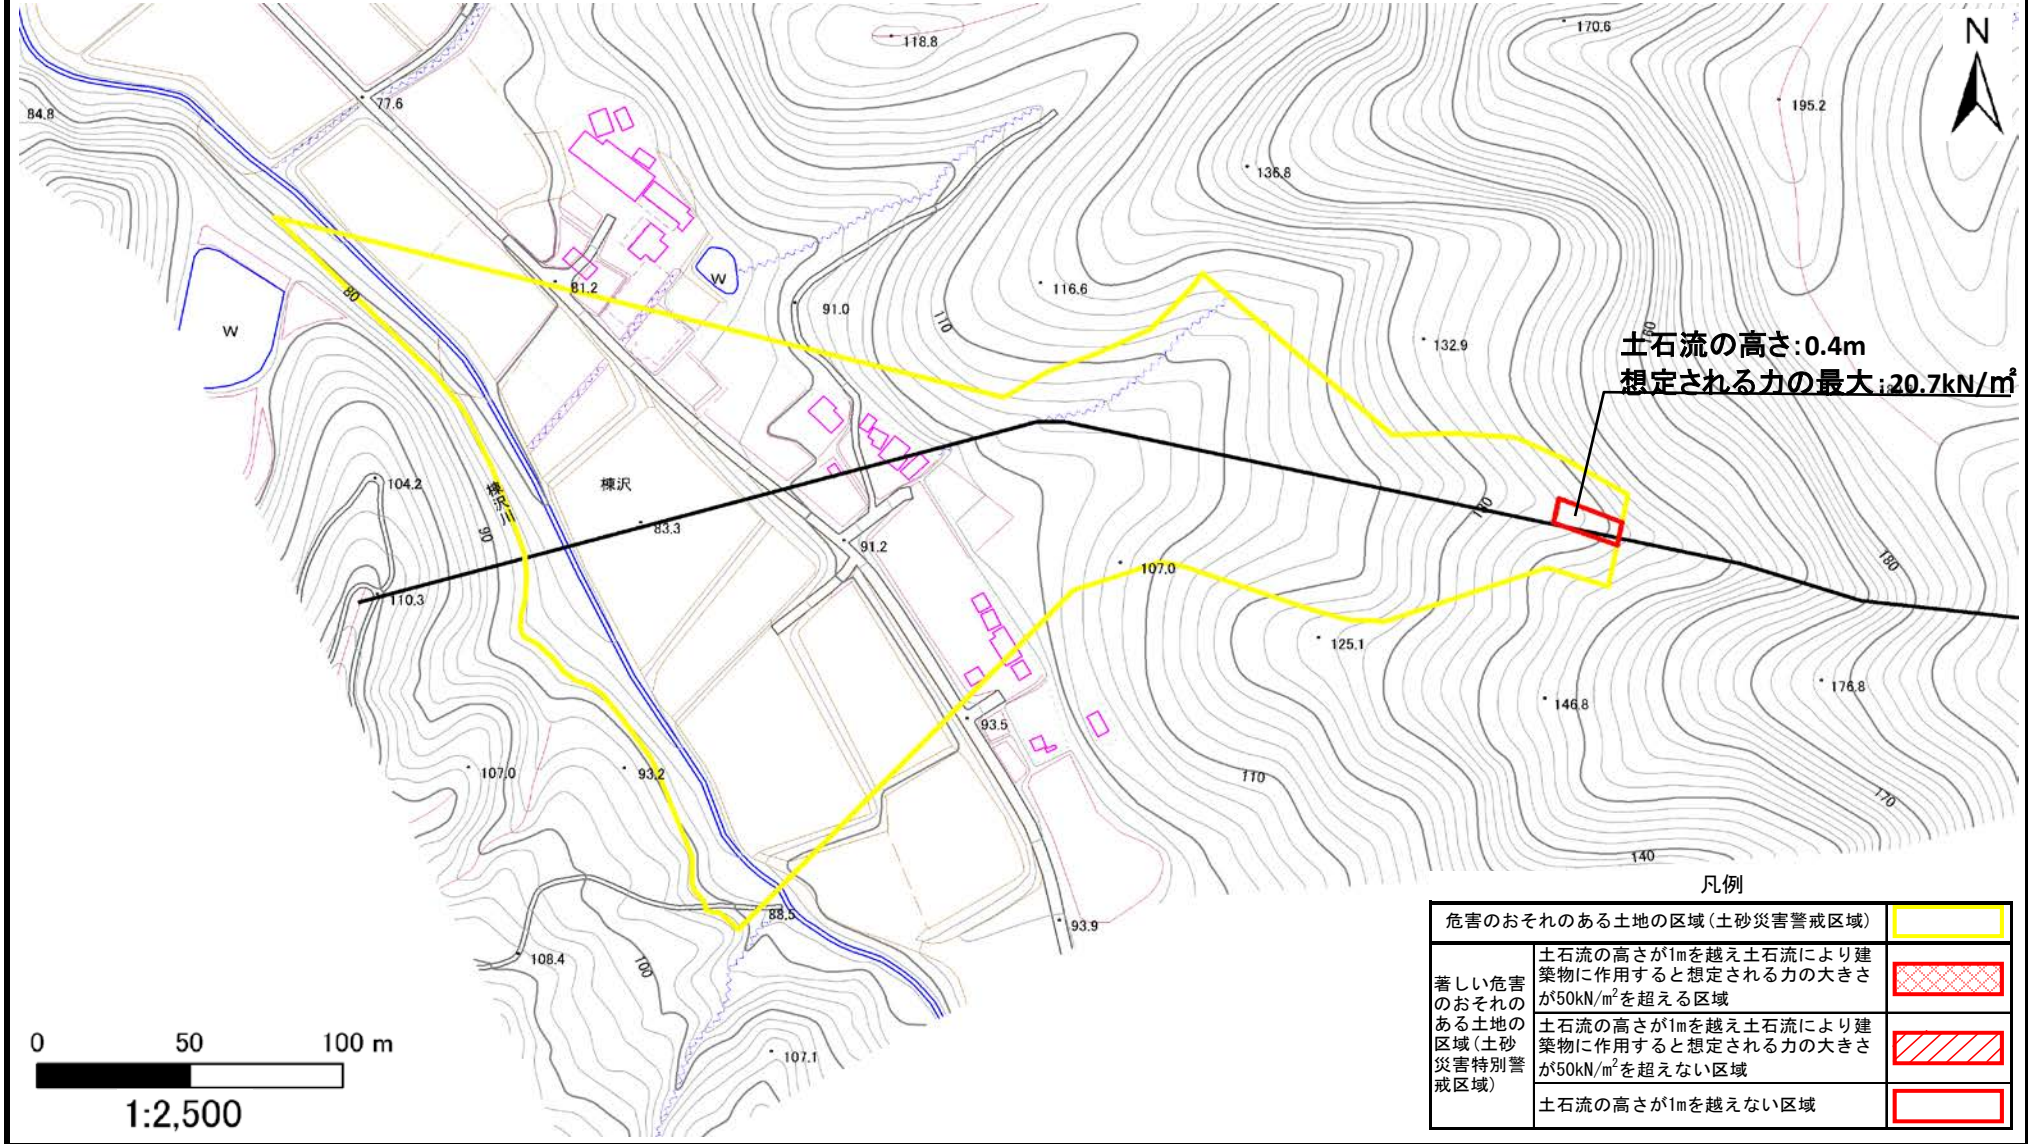 118.8
170.6
N
77.6
195.2
84.8
136.8
81.2
W
116.6
80
91.0
110
W
132.9
160
土石流の高さ:0.4m
想定される力の最大:20.7kN/㎡
104.2
棟沢
棟沢川
130
83.3
90
91.2
107.0
180
110.3
125.1
176.8
146.8
93.5
107.0
93.2
110
170
140
88.5
93.9
108.4
100
107.1
0 50 100 m
1:2,500
凡例
危害のおそれのある土地の区域(土砂災害警戒区域)
著しい危害
のおそれの
ある土地の
区域(土砂
災害特別警
戒区域)
土石流の高さが1mを越え土石流により建
築物に作用すると想定される力の大きさ
が50kN/m²を超える区域
土石流の高さが1mを越え土石流により建
築物に作用すると想定される力の大きさ
が50kN/m²を超えない区域
土石流の高さが1mを越えない区域